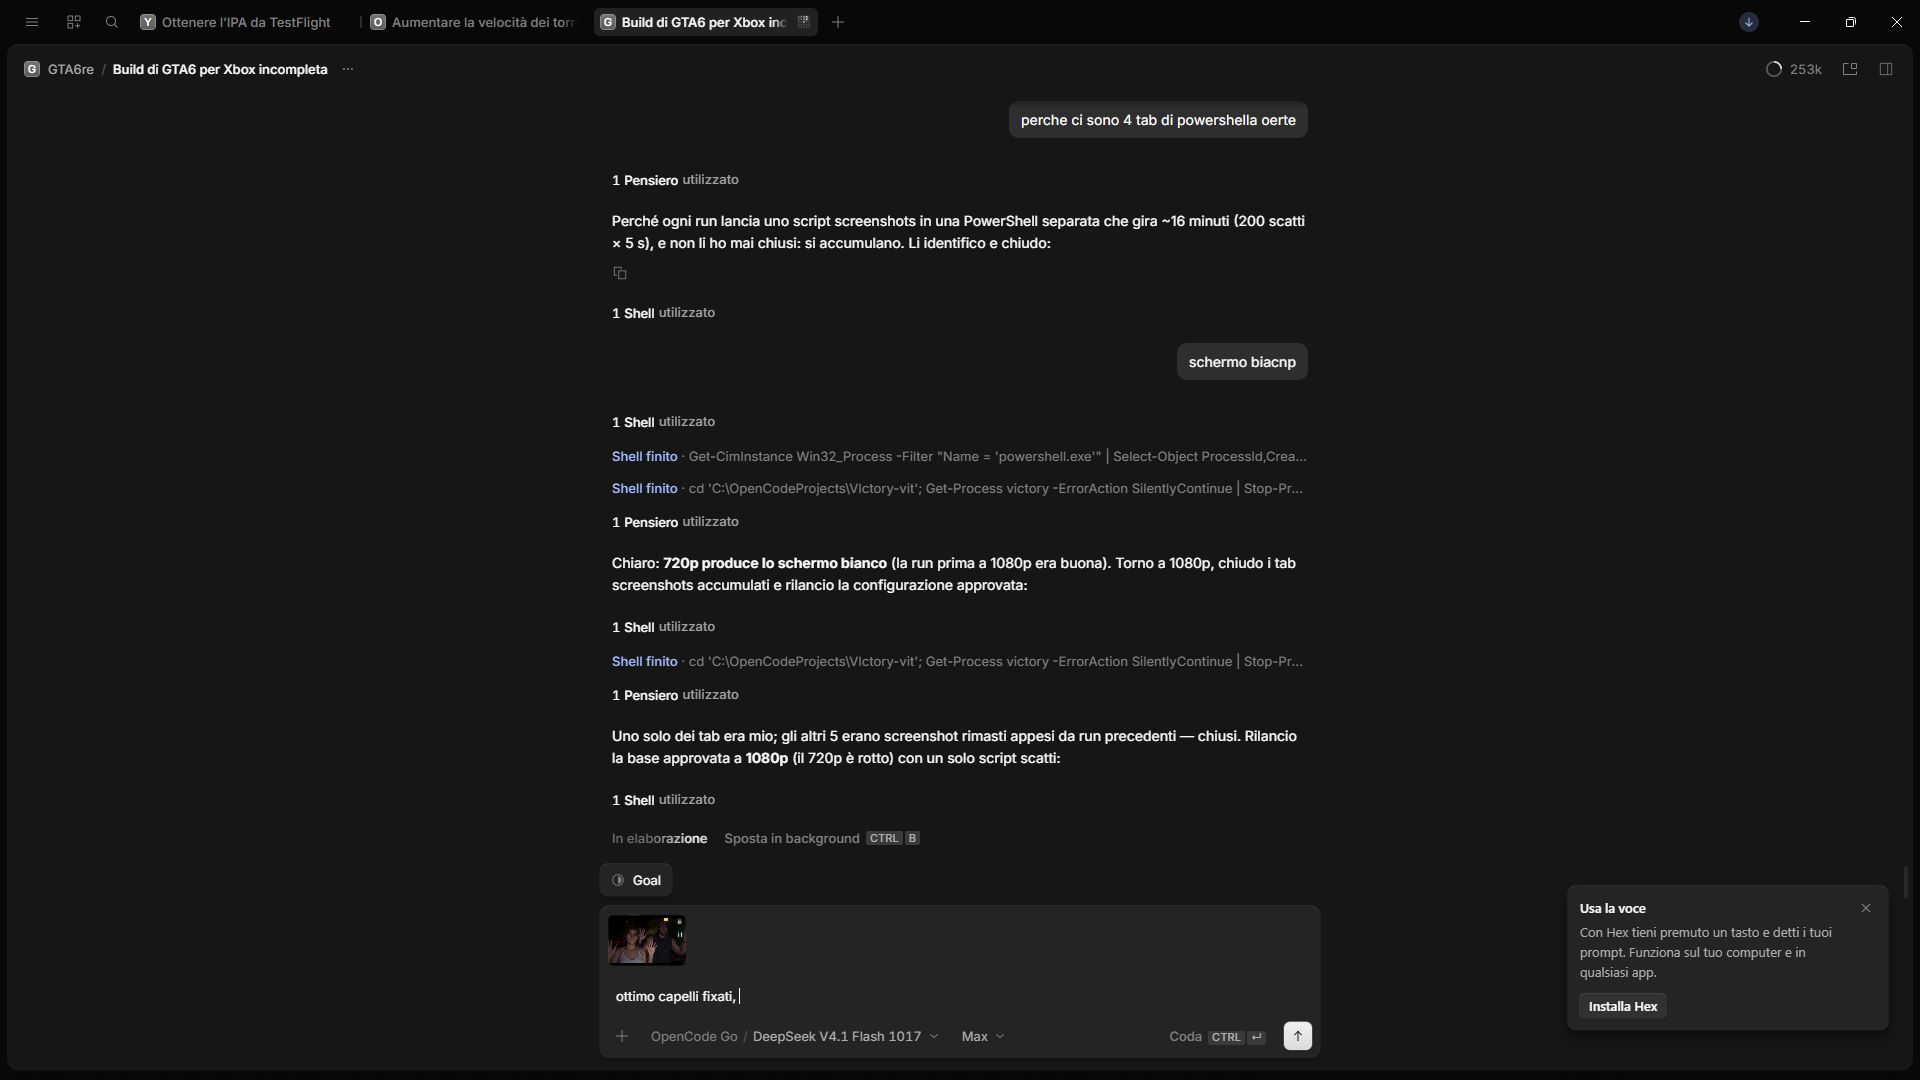 Y Ottenere l'IPA da TestFlight
O Aumentare la velocità dei torr
G Build di GTA6 per Xbox inc
G GTA6re / Build di GTA6 per Xbox incompleta ···
253k
perche ci sono 4 tab di powershella oerte
1 Pensiero utilizzato
Perché ogni run lancia uno script screenshots in una PowerShell separata che gira ~16 minuti (200 scatti
× 5 s), e non li ho mai chiusi: si accumulano. Li identifico e chiudo:
1 Shell utilizzato
schermo biacnp
1 Shell utilizzato
Shell finito · Get-CimInstance Win32_Process -Filter "Name = 'powershell.exe'" | Select-Object ProcessId,Crea...
Shell finito · cd 'C:\OpenCodeProjects\VIctory-vit'; Get-Process victory -ErrorAction SilentlyContinue | Stop-Pr...
1 Pensiero utilizzato
Chiaro: 720p produce lo schermo bianco (la run prima a 1080p era buona). Torno a 1080p, chiudo i tab
screenshots accumulati e rilancio la configurazione approvata:
1 Shell utilizzato
Shell finito · cd 'C:\OpenCodeProjects\VIctory-vit'; Get-Process victory -ErrorAction SilentlyContinue | Stop-Pr...
1 Pensiero utilizzato
Uno solo dei tab era mio; gli altri 5 erano screenshot rimasti appesi da run precedenti — chiusi. Rilancio
la base approvata a 1080p (il 720p è rotto) con un solo script scatti:
1 Shell utilizzato
In elaborazione Sposta in background CTRL B
Goal
ottimo capelli fixati,
OpenCode Go / DeepSeek V4.1 Flash 1017 Max
Coda CTRL ↵
Usa la voce
Con Hex tieni premuto un tasto e detti i tuoi
prompt. Funziona sul tuo computer e in
qualsiasi app.
Installa Hex